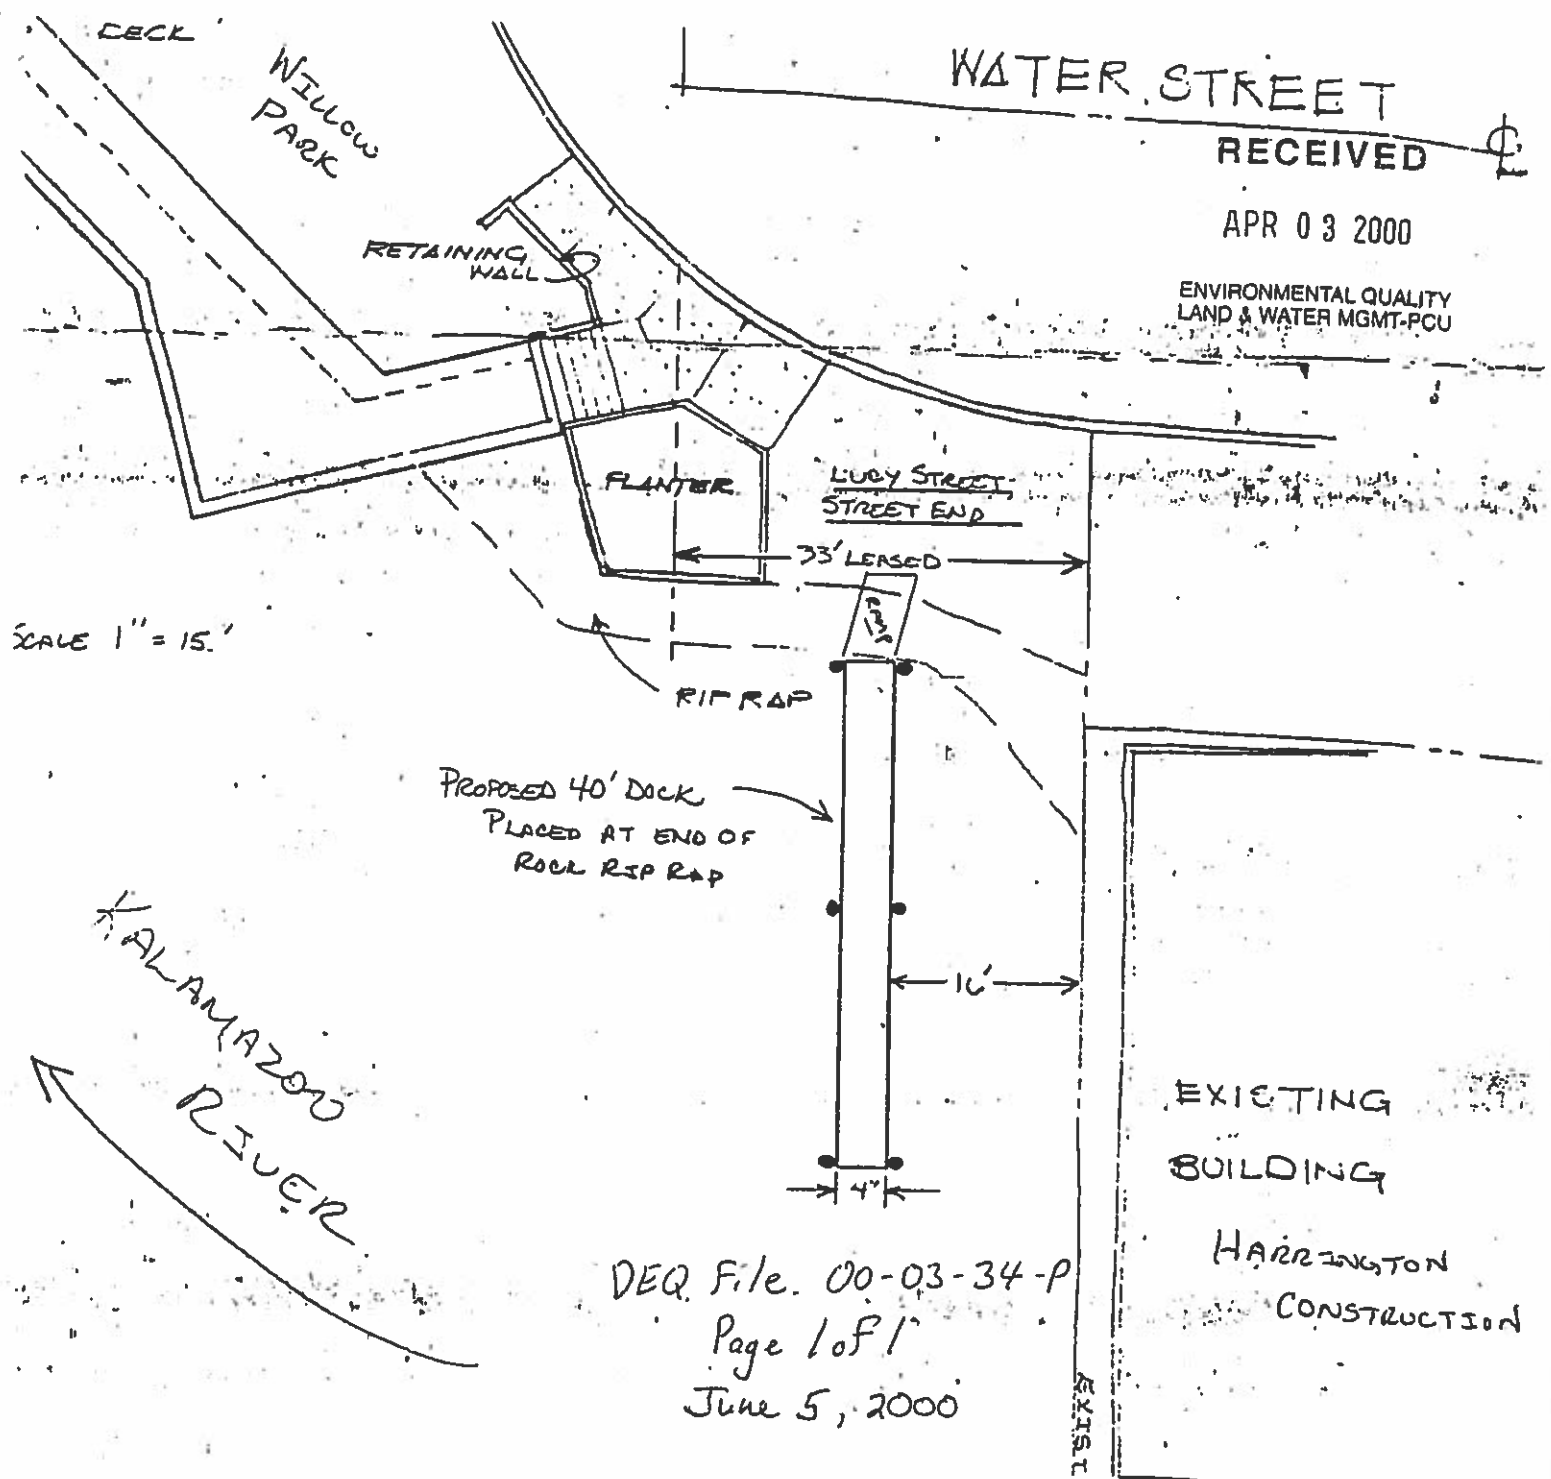 DECK
WILLOW
PARK
WATER STREET
RECEIVED
APR 03 2000
ENVIRONMENTAL QUALITY
LAND & WATER MGMT-PCU
RETAINING
WALL
PLANTER
LUCY STREET
STREET END
33' LEASED
RAMP
SCALE 1" = 15'
RIP RAP
PROPOSED 40' DOCK
PLACED AT END OF
ROCK RIP RAP
KALAMAZOO
RIVER
16'
4"
EXISTING
BUILDING
HARRINGTON
CONSTRUCTION
DEQ File. 00-03-34-P
Page 1 of 1
June 5, 2000
EXIST